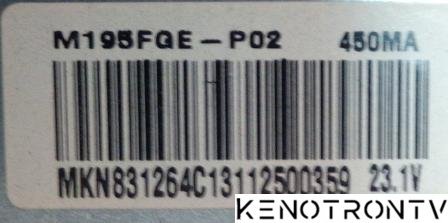 M195FGE-P02 450MA
MKN831264C13112500359 23.1V
KENOTRONTV